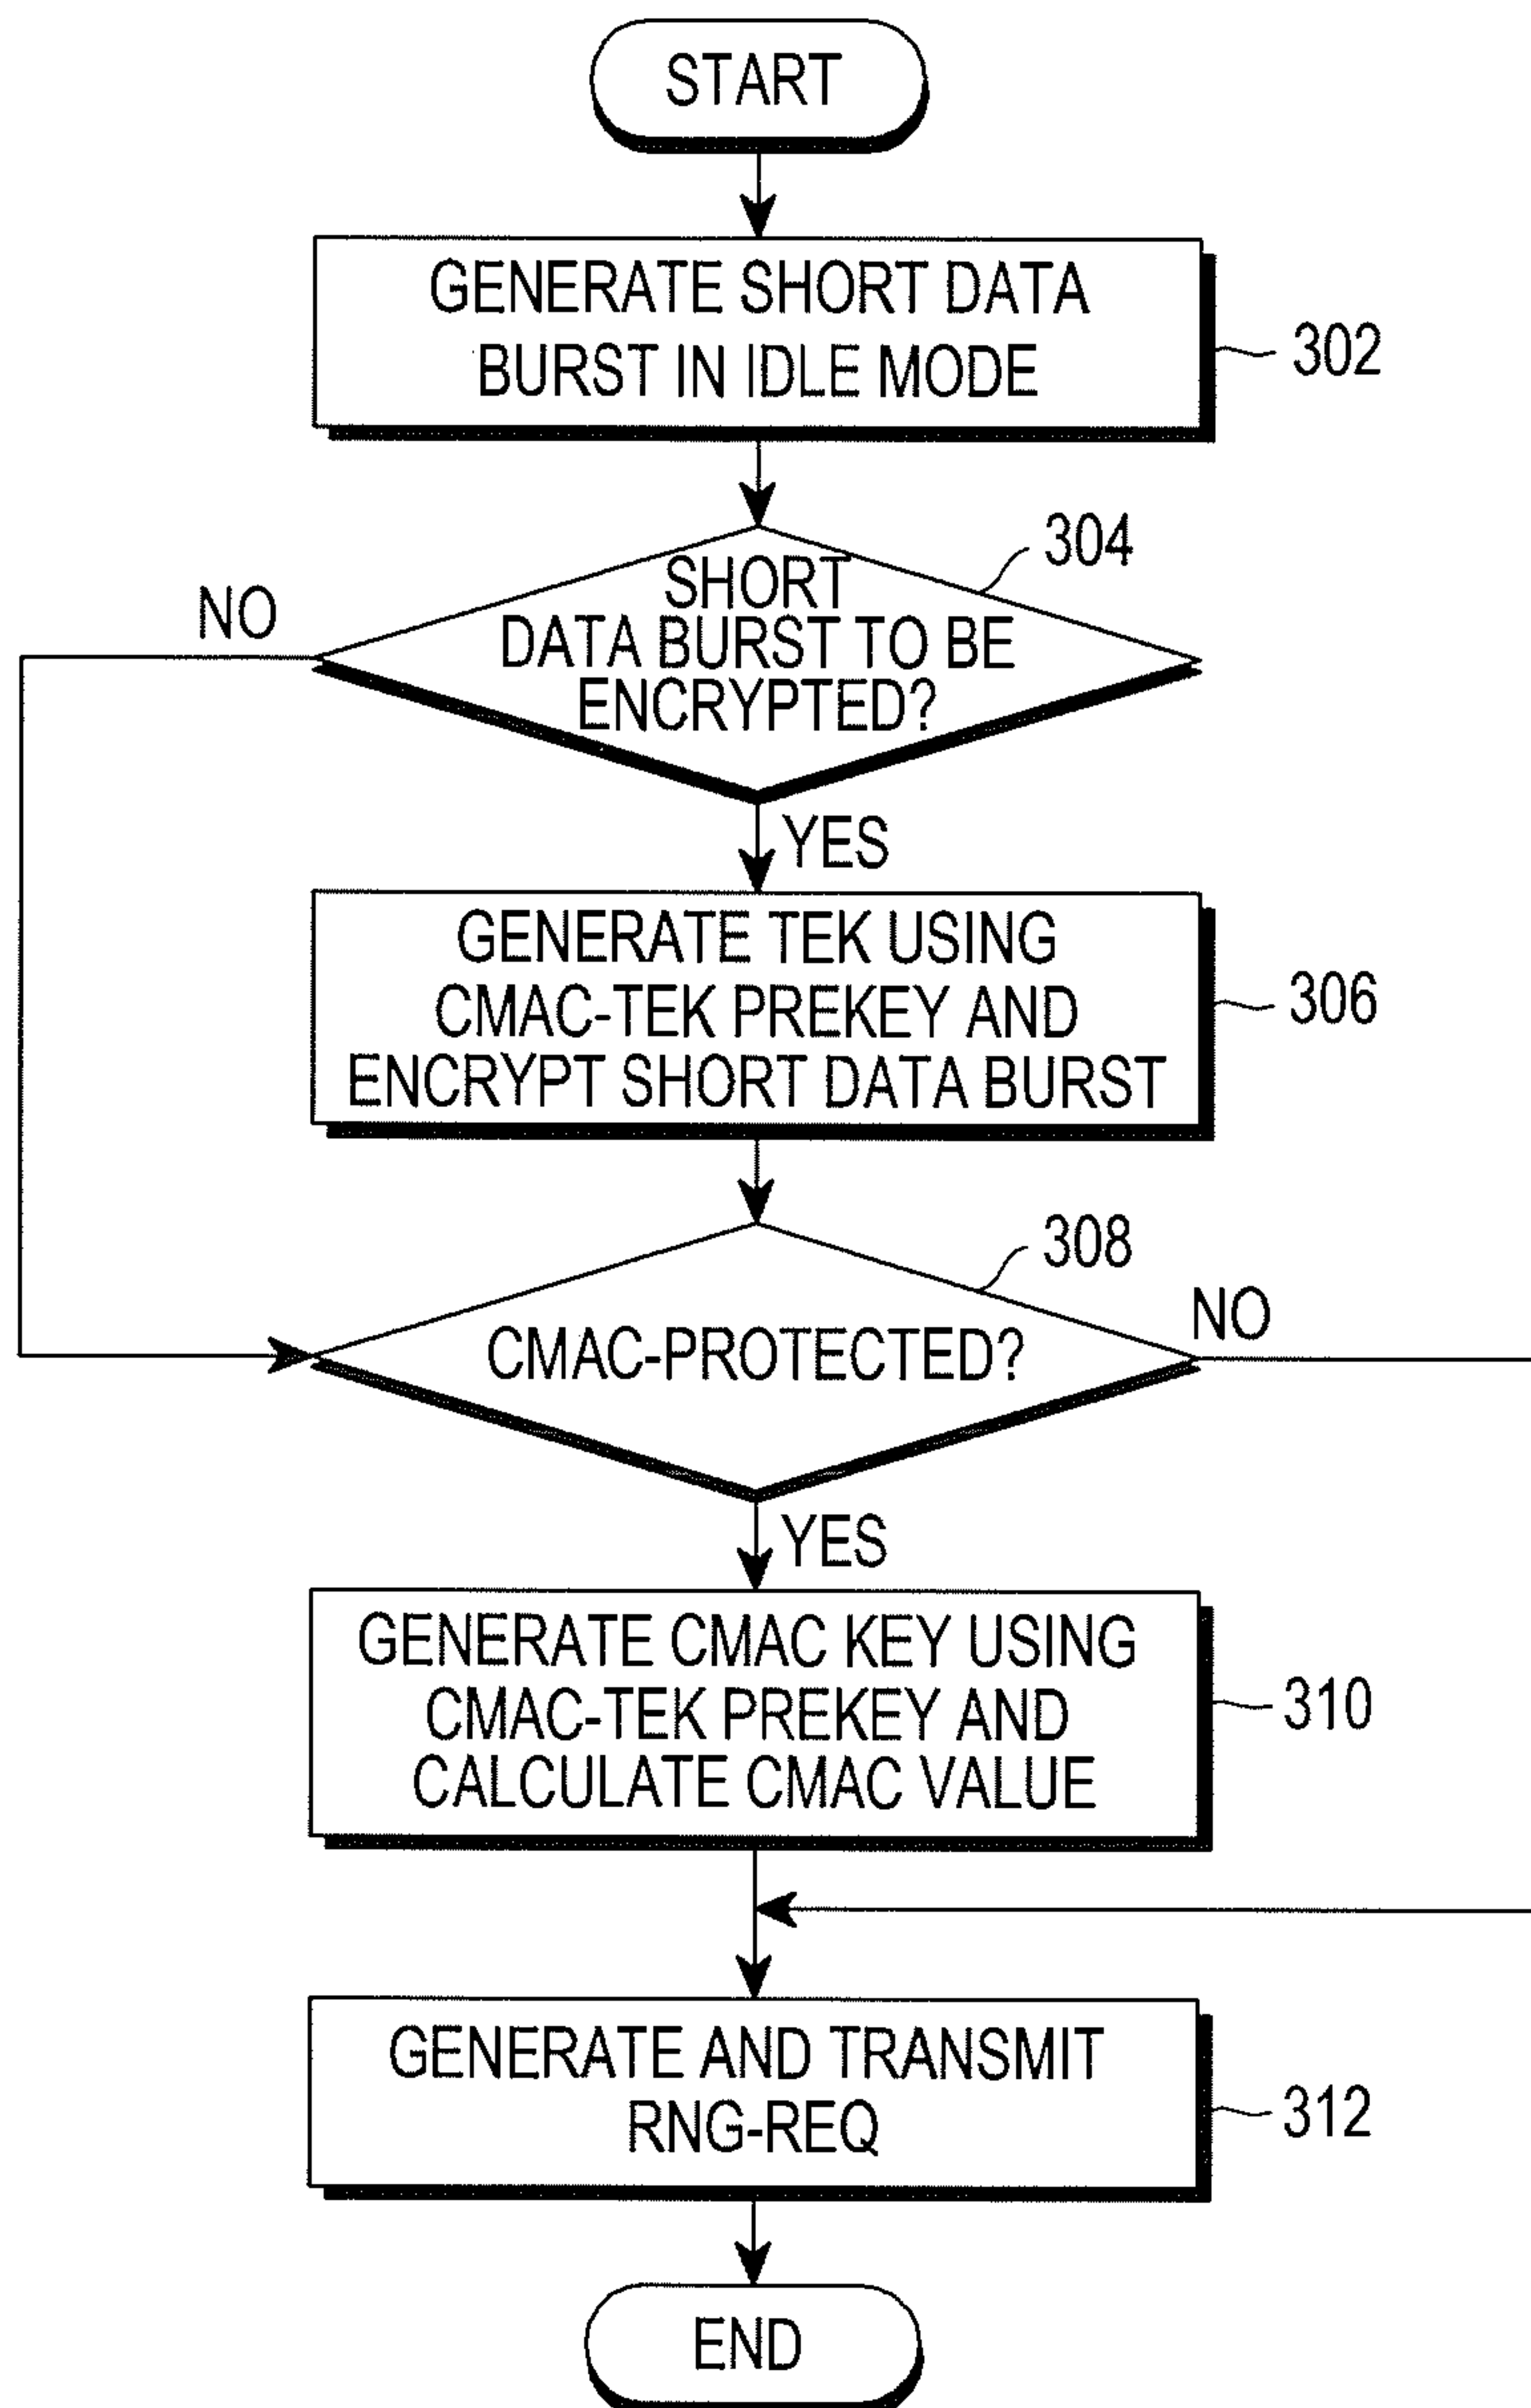 START
GENERATE SHORT DATA
BURST IN IDLE MODE
302
304
SHORT
DATA BURST TO BE
ENCRYPTED?
NO
YES
GENERATE TEK USING
CMAC-TEK PREKEY AND
ENCRYPT SHORT DATA BURST
306
308
CMAC-PROTECTED?
NO
YES
GENERATE CMAC KEY USING
CMAC-TEK PREKEY AND
CALCULATE CMAC VALUE
310
GENERATE AND TRANSMIT
RNG-REQ
312
END